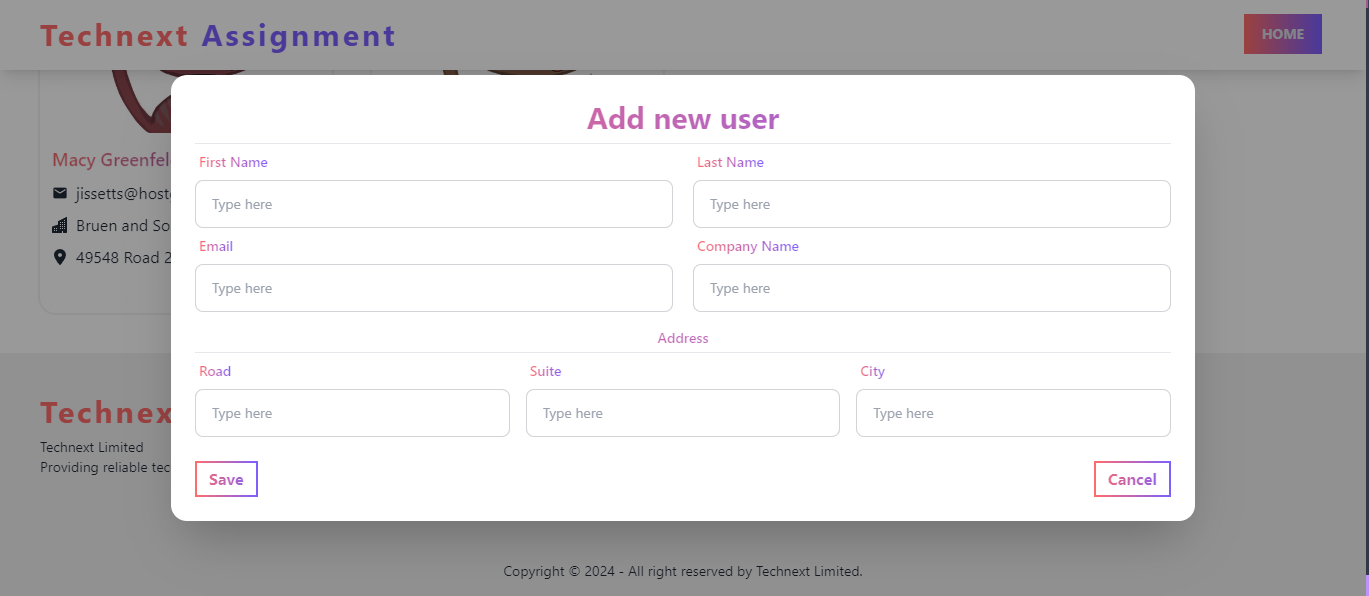 Technext Assignment
HOME
Add new user
First Name
Last Name
Type here
Type here
Email
Company Name
Type here
Type here
Address
Road
Suite
City
Type here
Type here
Type here
Save
Cancel
Macy Greenfel
jissetts@host
Bruen and So
49548 Road 2
Technex
Technext Limited
Providing reliable tec
Copyright © 2024 - All right reserved by Technext Limited.